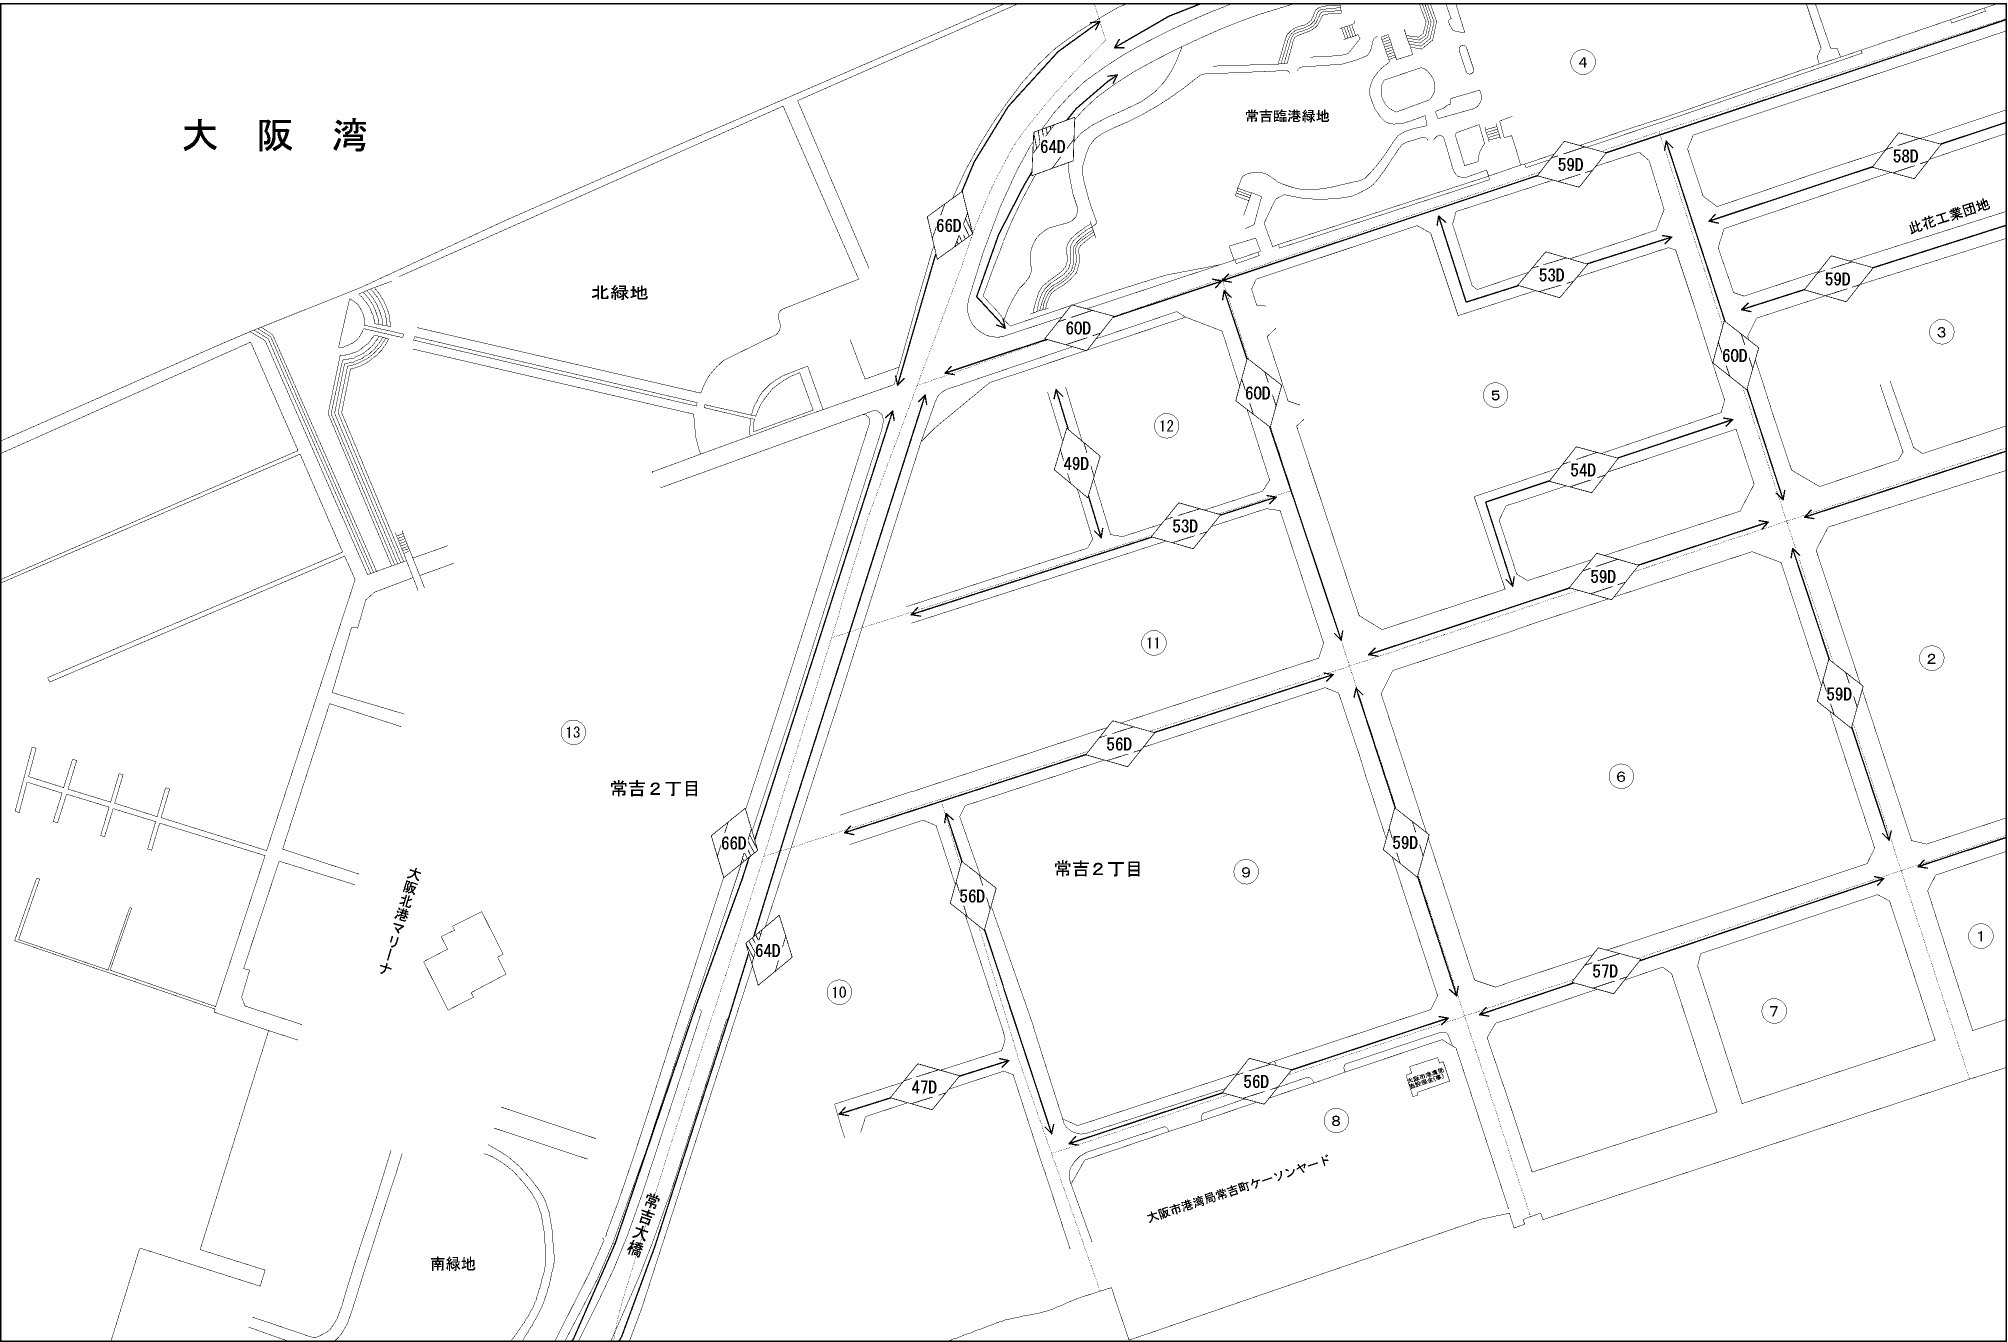 ④
常吉臨港緑地
大阪湾
64D
59D
58D
此花工業団地
66D
53D
59D
北緑地
60D
③
60D
60D
⑤
⑫
49D
54D
53D
59D
⑪
②
59D
⑬
56D
⑥
常吉２丁目
66D
59D
常吉２丁目
⑨
56D
大阪北港マリーナ
64D
①
57D
⑩
⑦
47D
56D
⑧
大阪市港湾局常吉町ケーソンヤード
常吉大橋
南緑地